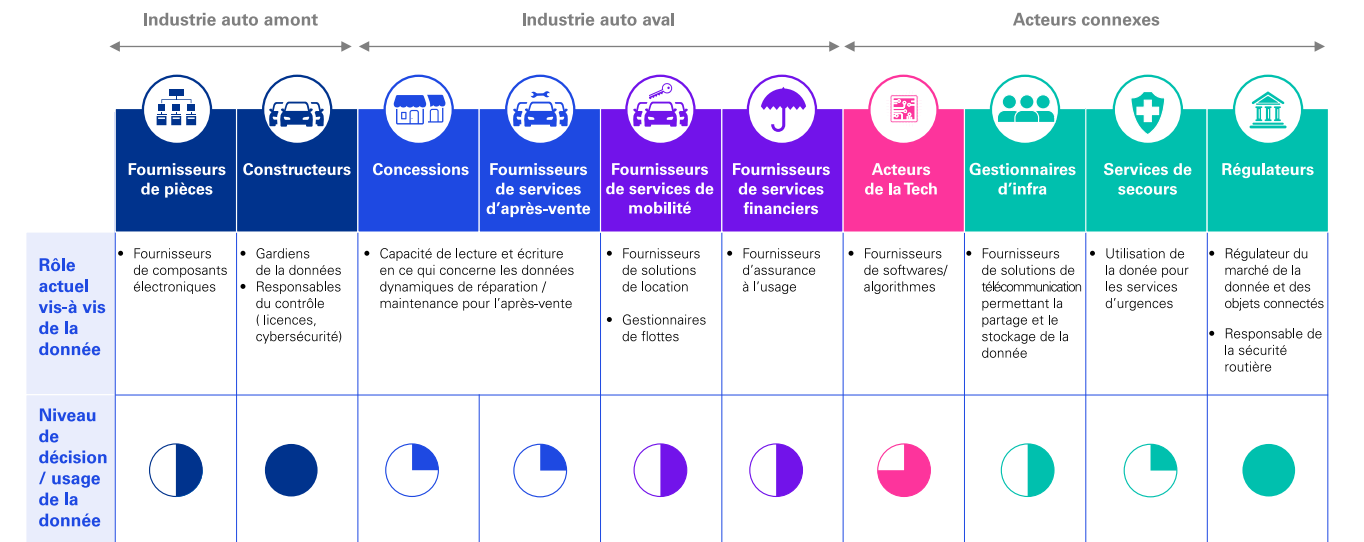 Industrie auto amont
Industrie auto aval
Acteurs connexes
Fournisseurs
de pièces
Constructeurs
Concessions
Fournisseurs
de services
d'après-vente
Fournisseurs
de services de
mobilité
Fournisseurs
de services
financiers
Acteurs
de la Tech
Gestionnaires
d'infra
Services de
secours
Régulateurs
Rôle
actuel
vis-à vis
de la
donnée
• Fournisseurs
de composants
électroniques
• Gardiens
de la données
• Responsables
du contrôle
( licences,
cybersécurité)
• Capacité de lecture et écriture
en ce qui concerne les données
dynamiques de réparation /
maintenance pour l'après-vente
• Fournisseurs
de solutions
de location
• Gestionnaires
de flottes
• Fournisseurs
d'assurance
à l'usage
• Fournisseurs
de softwares/
algorithmes
• Fournisseurs
de solutions de
télécommunication
permettant la
partage et le
stockage de la
donnée
• Utilisation de
la donée pour
les services
d'urgences
• Régulateur du
marché de la
donnée et des
objets connectés
• Responsable de
la sécurité
routière
Niveau
de
décision
/ usage
de la
donnée